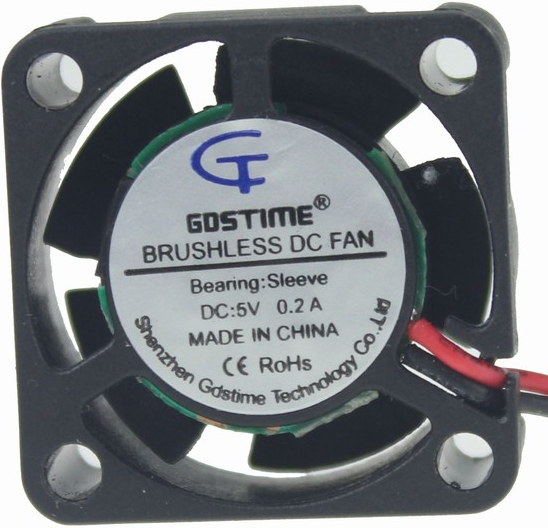 GDSTIME®
BRUSHLESS DC FAN
Bearing:Sleeve
DC:5V 0.2 A
MADE IN CHINA
CE RoHs
Shenzhen Gdstime Technology Co.,Ltd